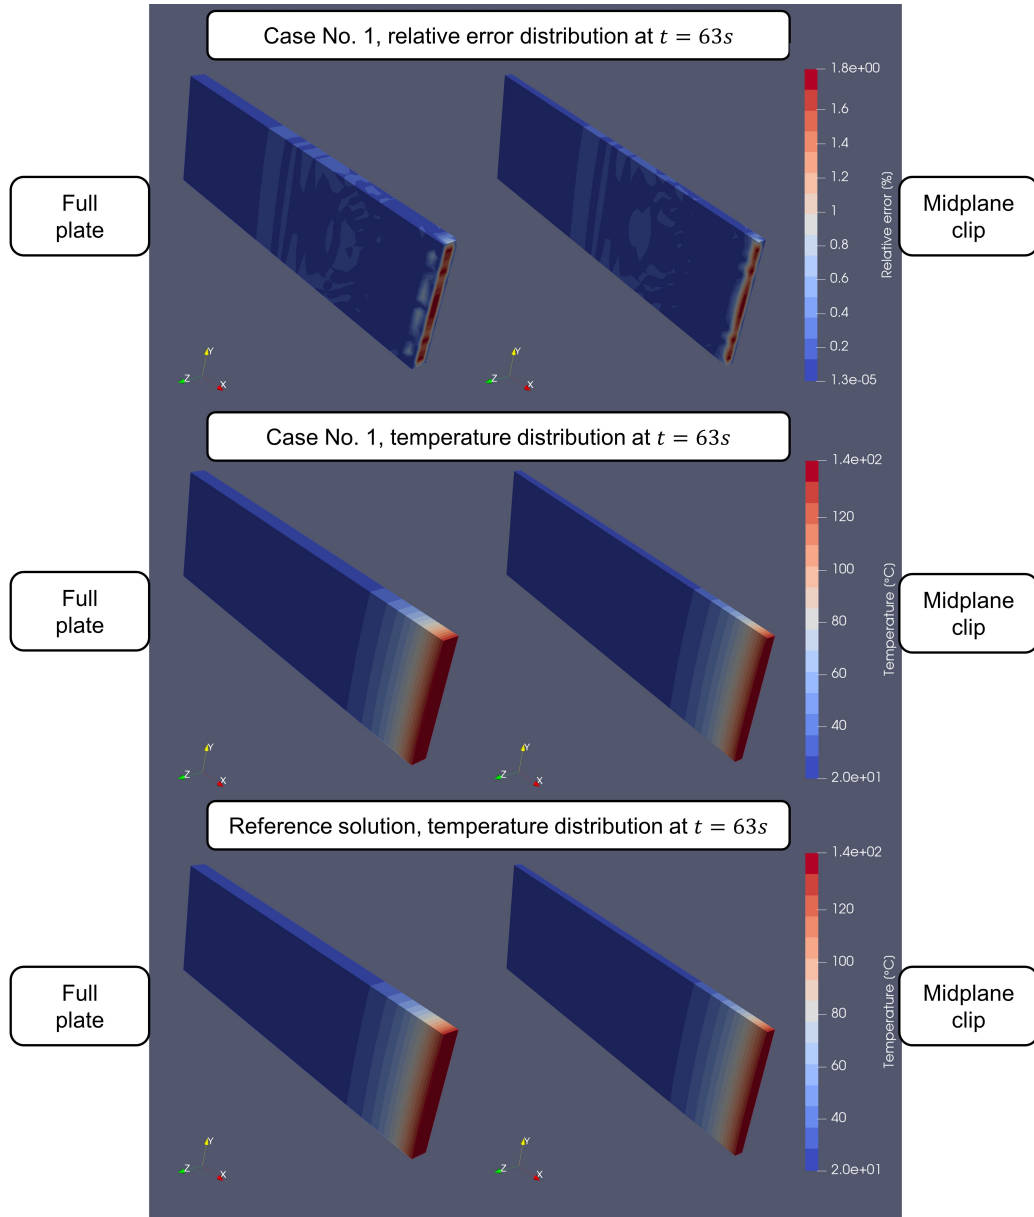 Case No. 1, relative error distribution at t = 63s
1.8e+00
1.6
1.4
1.2
1
0.8
0.6
0.4
0.2
1.3e-05
Relative error (%)
Full
plate
Midplane
clip
Y
Z
X
Y
Z
X
Case No. 1, temperature distribution at t = 63s
1.4e+02
120
100
80
60
40
2.0e+01
Temperature (°C)
Full
plate
Midplane
clip
Y
Z
X
Y
Z
X
Reference solution, temperature distribution at t = 63s
1.4e+02
120
100
80
60
40
2.0e+01
Temperature (°C)
Full
plate
Midplane
clip
Y
Z
X
Y
Z
X